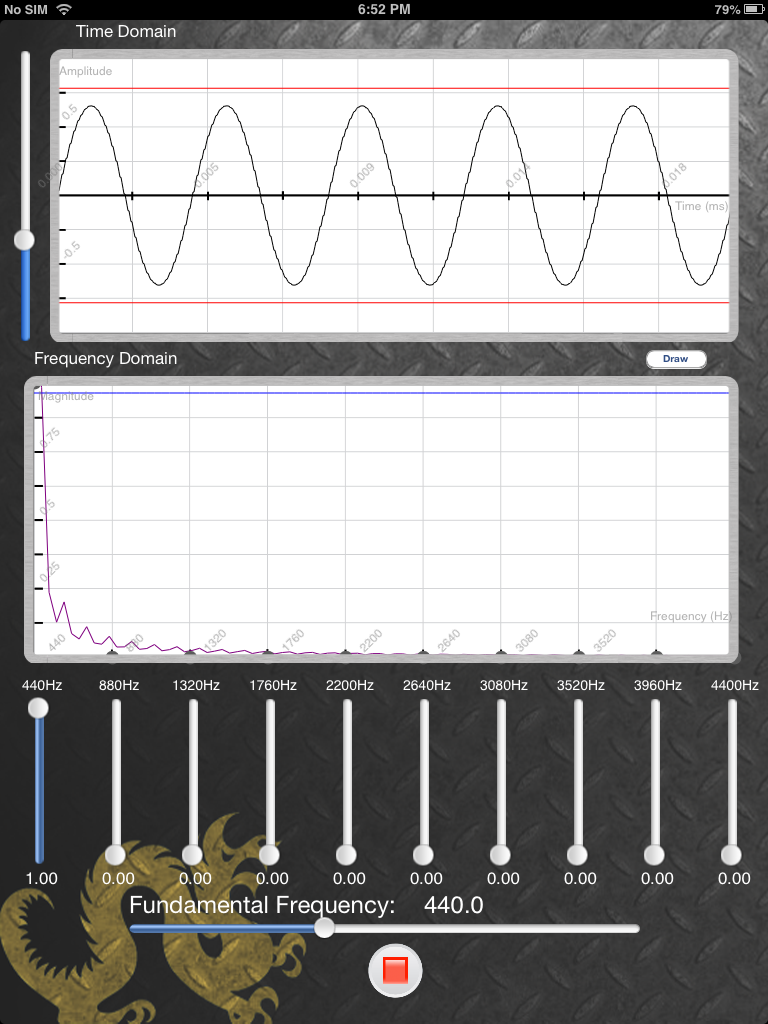 No SIM 6:52 PM 79%
Time Domain
Amplitude
0.5
0.005 0.009 0.014 0.018
Time (ms)
-0.5
Frequency Domain Draw
Magnitude
0.75
0.5
0.25
Frequency (Hz)
440 880 1320 1760 2200 2640 3080 3520
440Hz 880Hz 1320Hz 1760Hz 2200Hz 2640Hz 3080Hz 3520Hz 3960Hz 4400Hz
1.00 0.00 0.00 0.00 0.00 0.00 0.00 0.00 0.00 0.00
Fundamental Frequency: 440.0